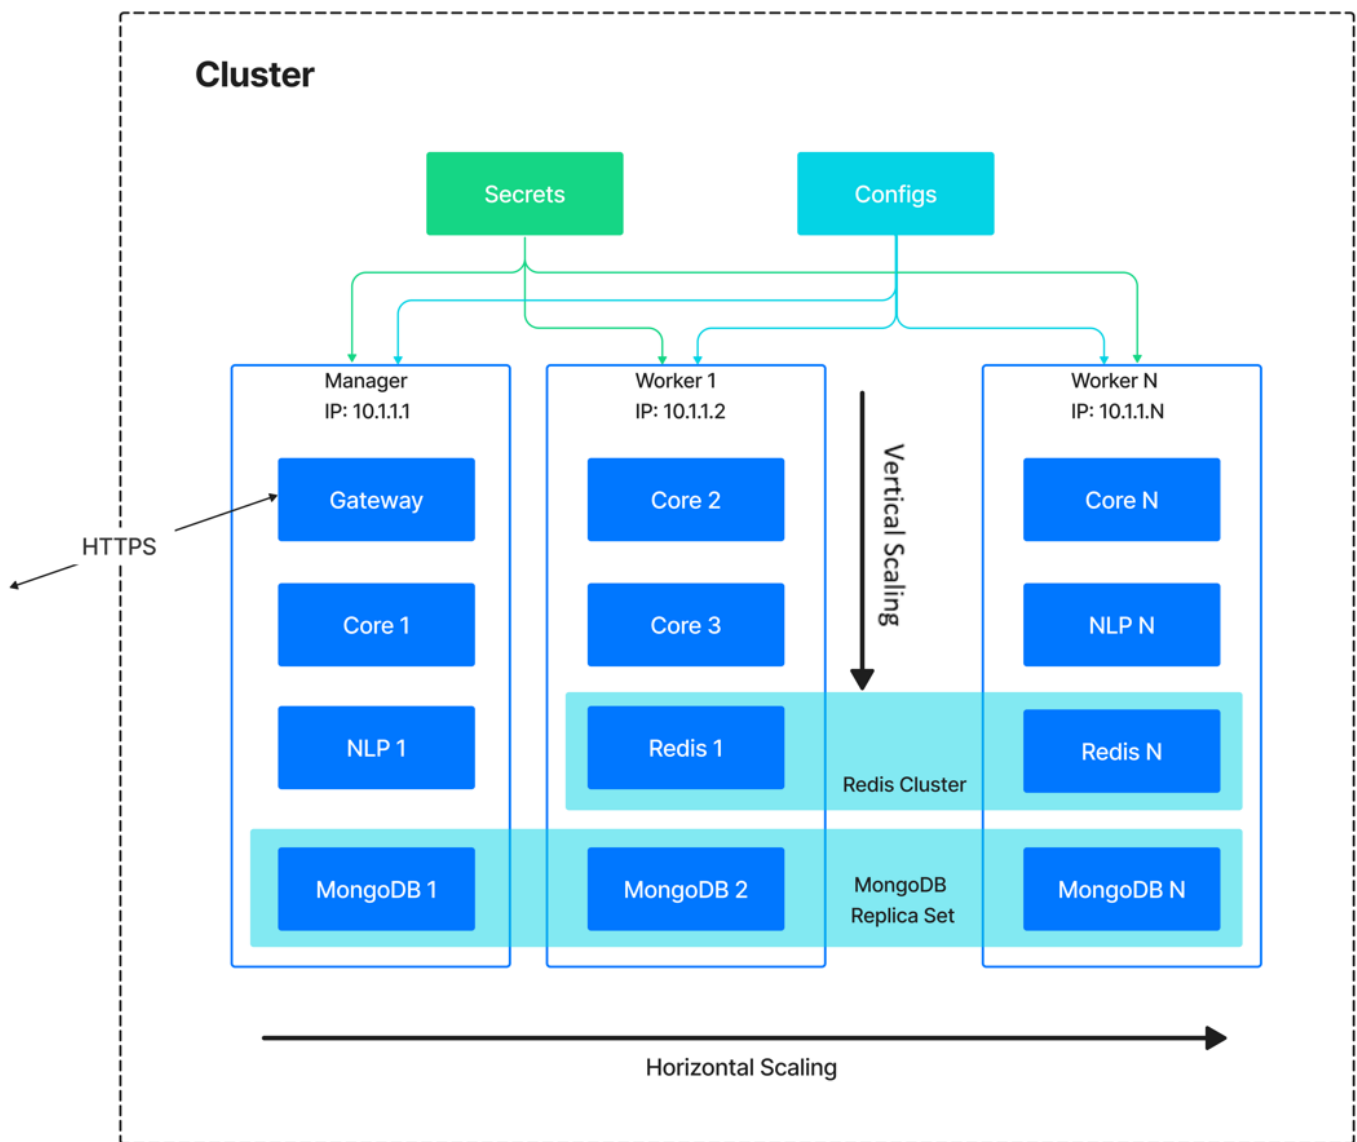 Cluster
Secrets
Configs
Manager
IP: 10.1.1.1
Worker 1
IP: 10.1.1.2
Worker N
IP: 10.1.1.N
Vertical Scaling
Gateway
Core 2
Core N
HTTPS
Core 1
Core 3
NLP N
NLP 1
Redis 1
Redis N
Redis Cluster
MongoDB 1
MongoDB 2
MongoDB
Replica Set
MongoDB N
Horizontal Scaling